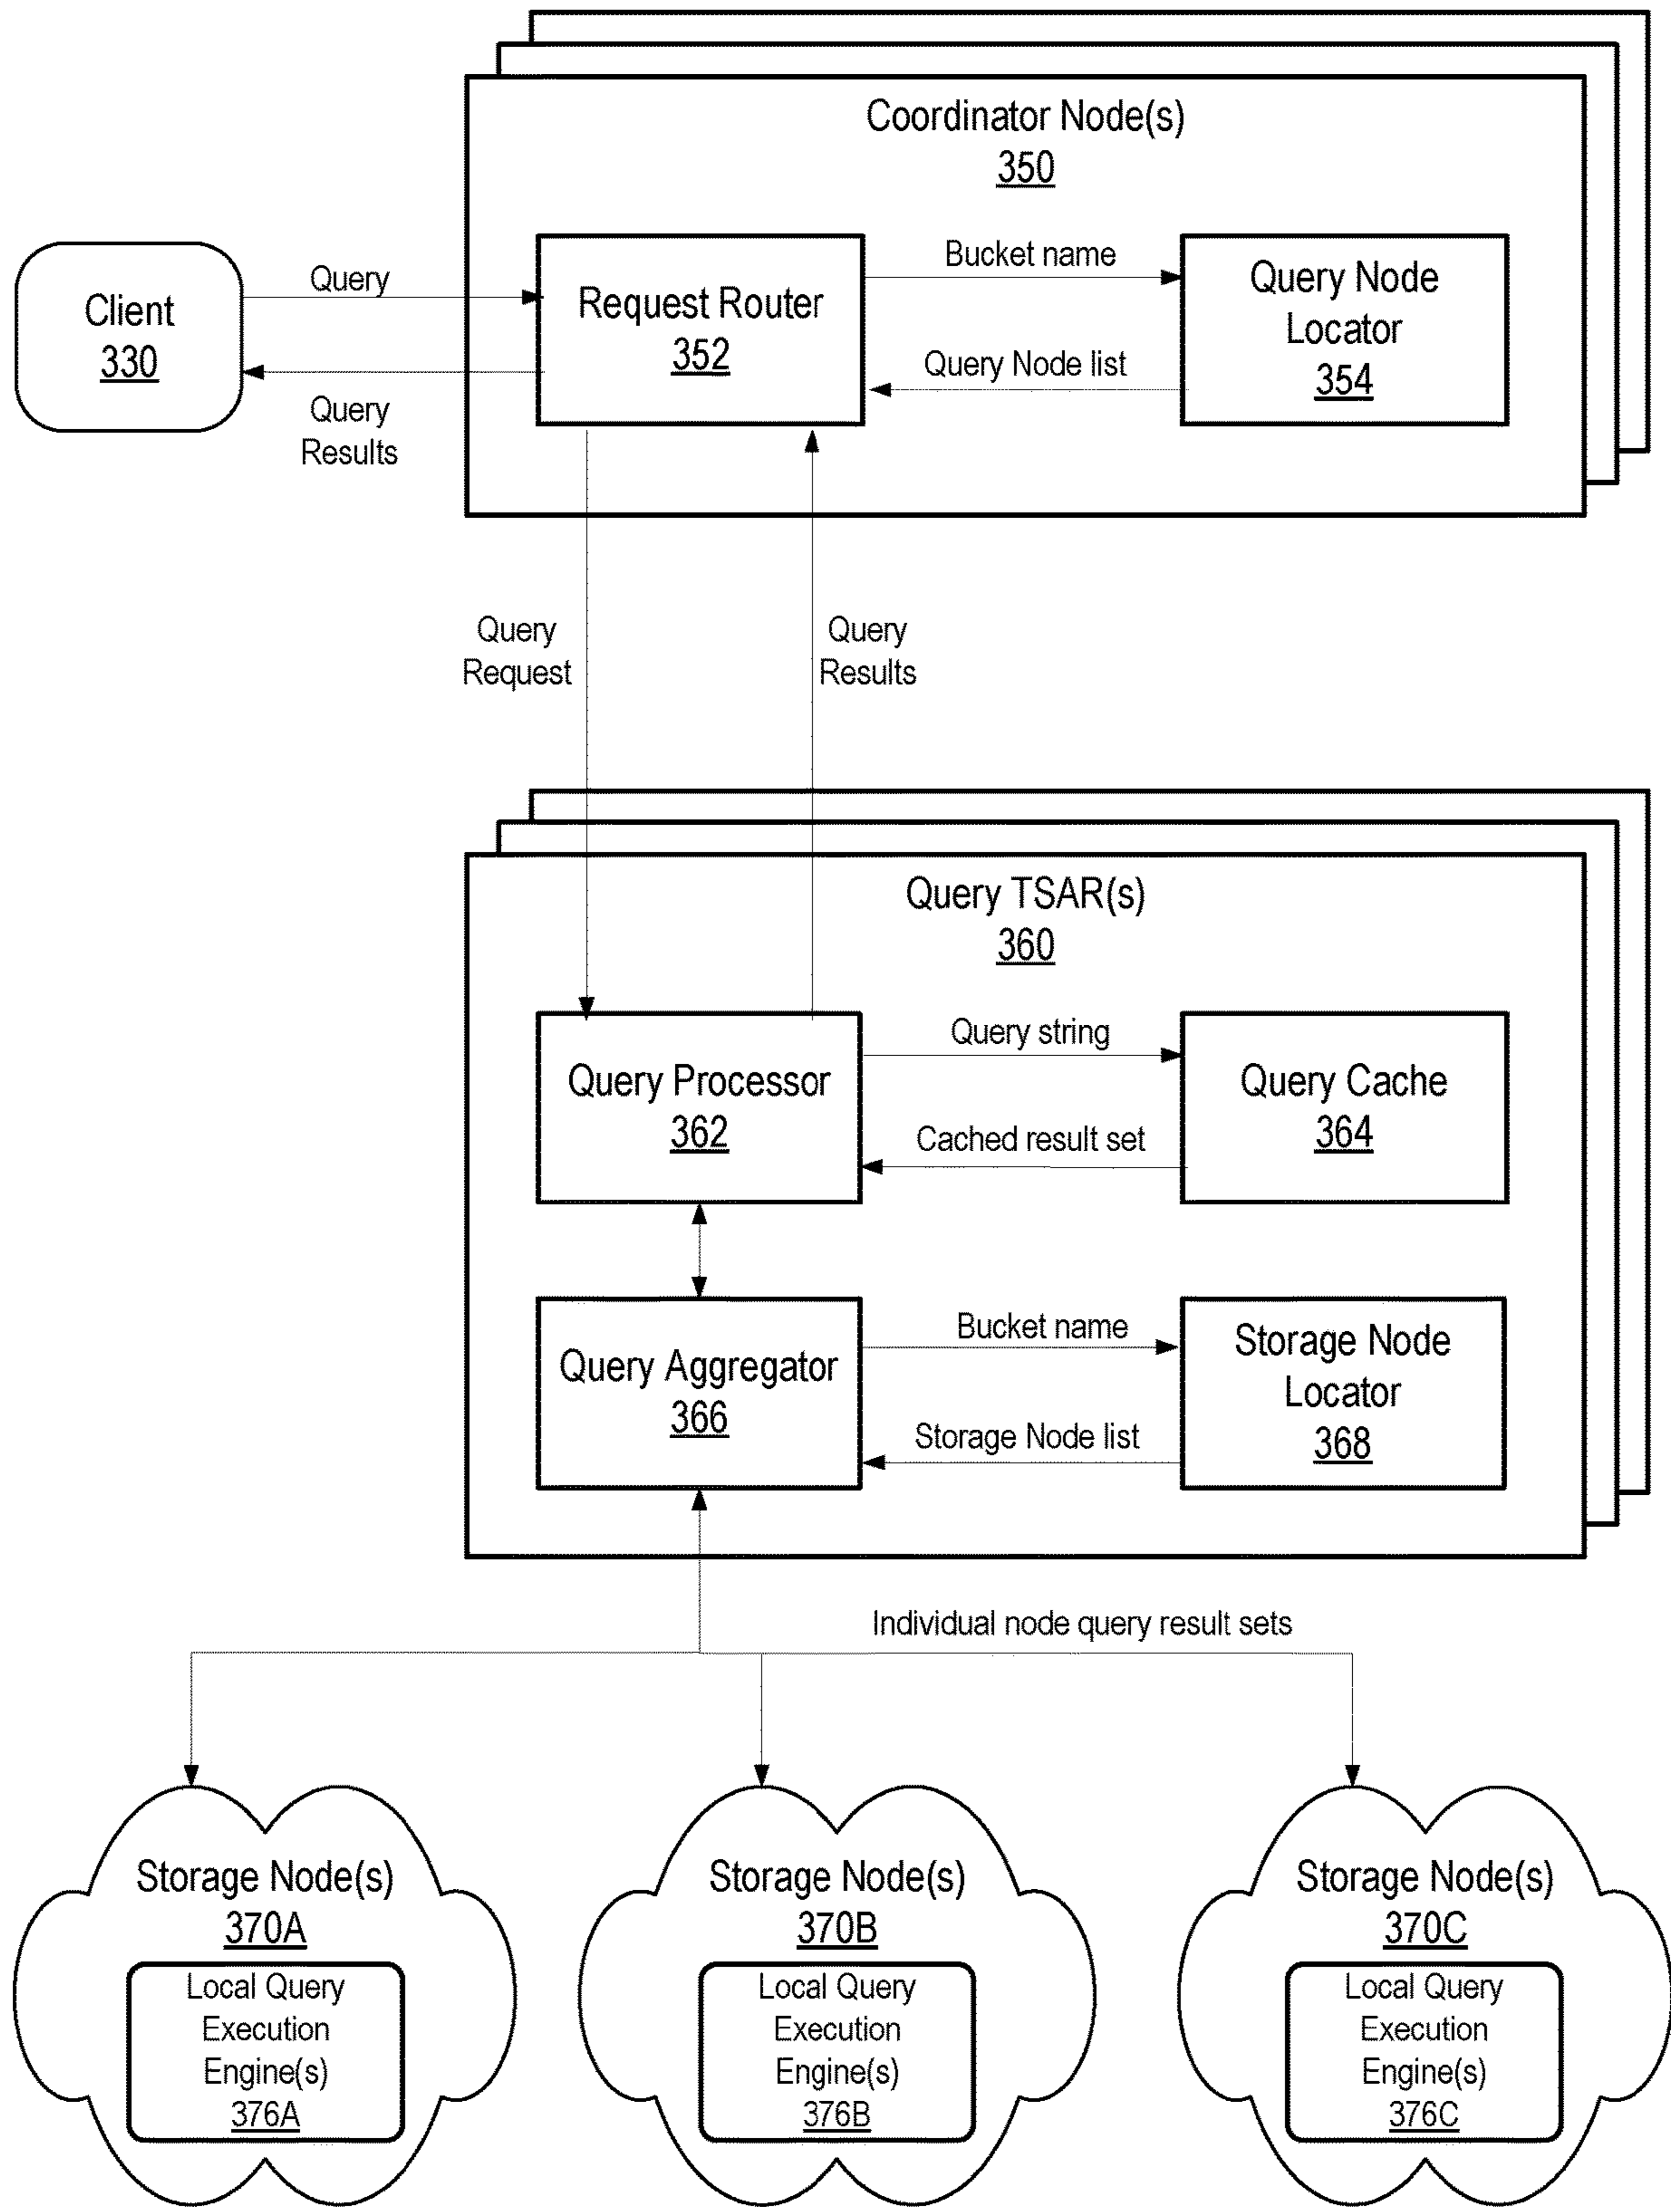 Coordinator Node(s)
350
Client
330
Query
Query
Results
Request Router
352
Bucket name
Query Node list
Query Node
Locator
354
Query
Request
Query
Results
Query TSAR(s)
360
Query Processor
362
Query string
Cached result set
Query Cache
364
Query Aggregator
366
Bucket name
Storage Node list
Storage Node
Locator
368
Individual node query result sets
Storage Node(s)
370A
Local Query
Execution
Engine(s)
376A
Storage Node(s)
370B
Local Query
Execution
Engine(s)
376B
Storage Node(s)
370C
Local Query
Execution
Engine(s)
376C